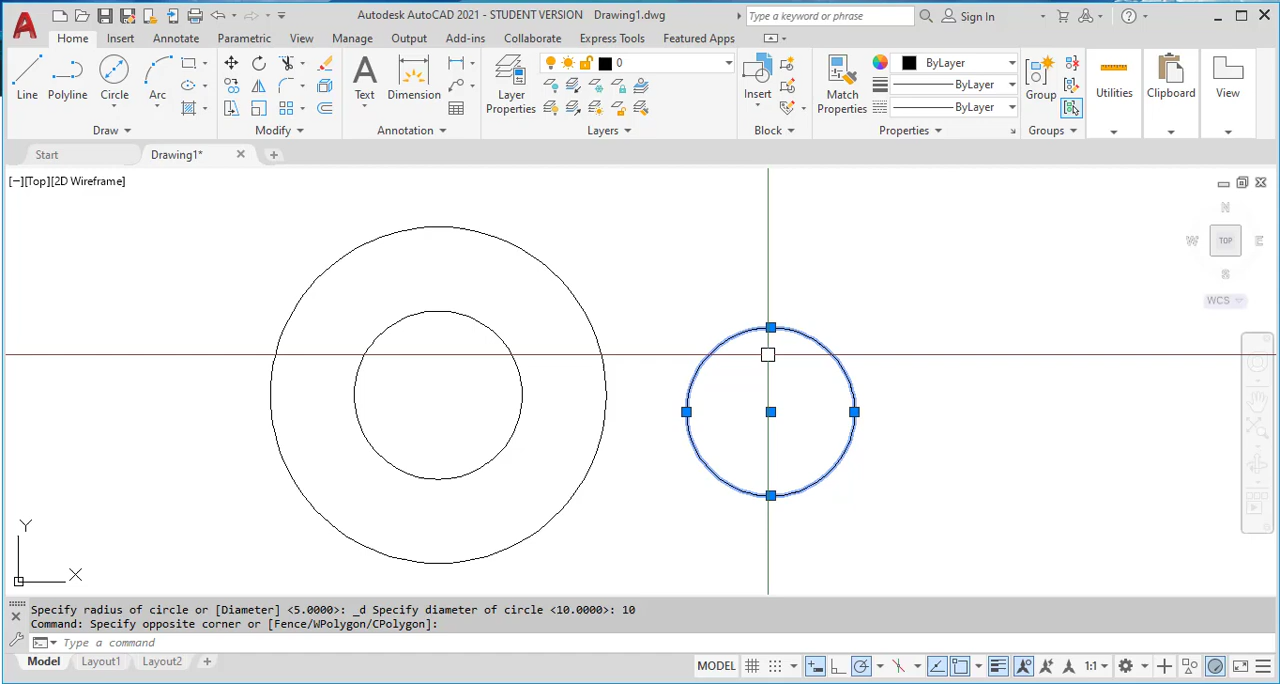 Autodesk AutoCAD 2021 - STUDENT VERSION Drawing1.dwg
Type a keyword or phrase
Sign In
Home Insert Annotate Parametric View Manage Output Add-ins Collaborate Express Tools Featured Apps
Line Polyline Circle Arc
Text Dimension
Layer Properties
0
Insert
Match Properties
ByLayer
ByLayer
ByLayer
Group
Utilities
Clipboard
View
Draw Modify Annotation Layers Block Properties Groups
Start Drawing1*
[−][Top][2D Wireframe]
N
W TOP E
S
WCS
Y
X
Specify radius of circle or [Diameter] <5.0000>: _d Specify diameter of circle <10.0000>: 10
Command: Specify opposite corner or [Fence/WPolygon/CPolygon]:
Type a command
Model Layout1 Layout2
MODEL
1:1